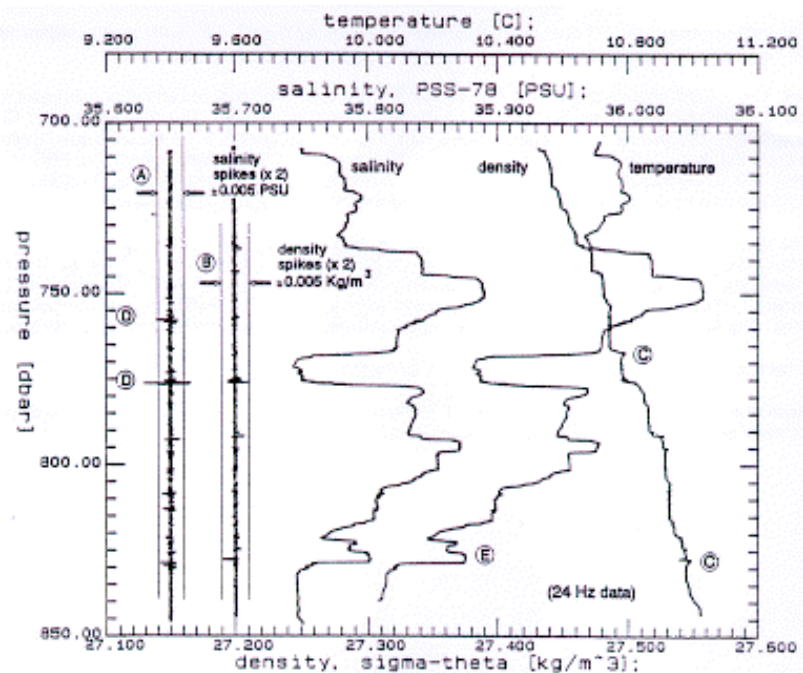 temperature [C]:
9.200 9.600 10.000 10.400 10.800 11.200
salinity, PSS-78 [PSU]:
35.600 35.700 35.800 35.900 36.000 36.100
700.00
A
salinity
spikes (x 2)
±0.005 PSU
salinity
density
temperature
B
density
spikes (x 2)
±0.005 Kg/m³
pressure [dbar]
750.00
D
C
D
800.00
E
C
(24 Hz data)
850.00
27.100 27.200 27.300 27.400 27.500 27.600
density, sigma-theta [kg/m^3]: